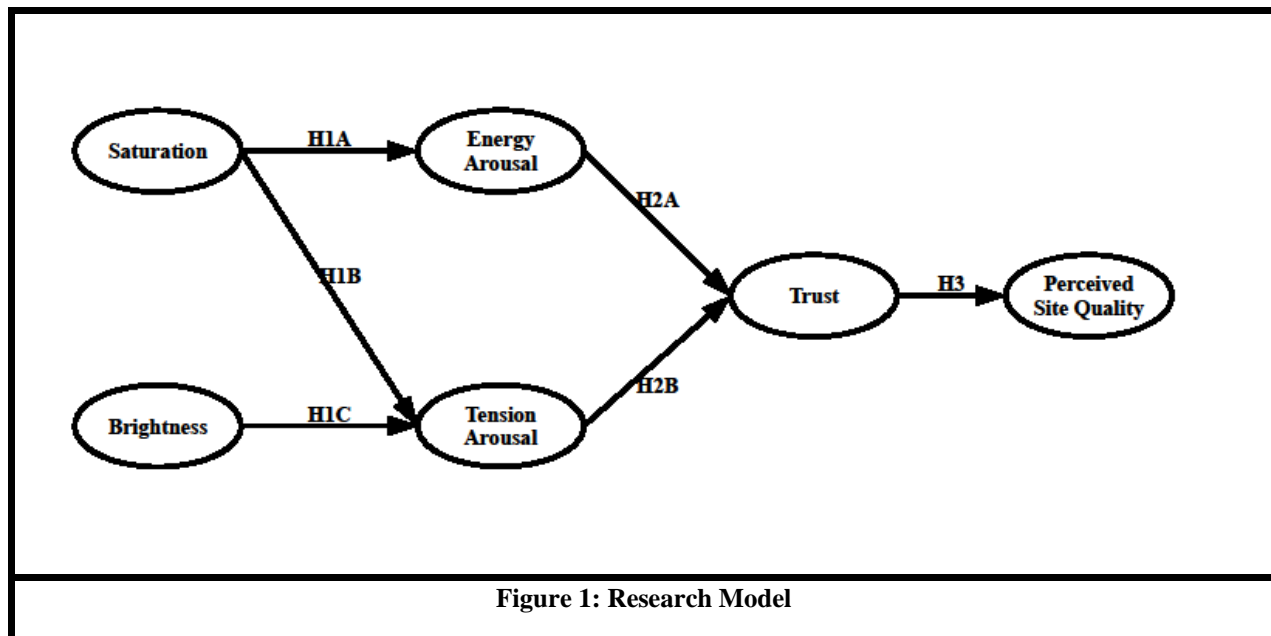 Saturation
H1A
Energy
Arousal
H2A
H1B
Trust
H3
Perceived
Site Quality
Brightness
H1C
Tension
Arousal
H2B
Figure 1: Research Model